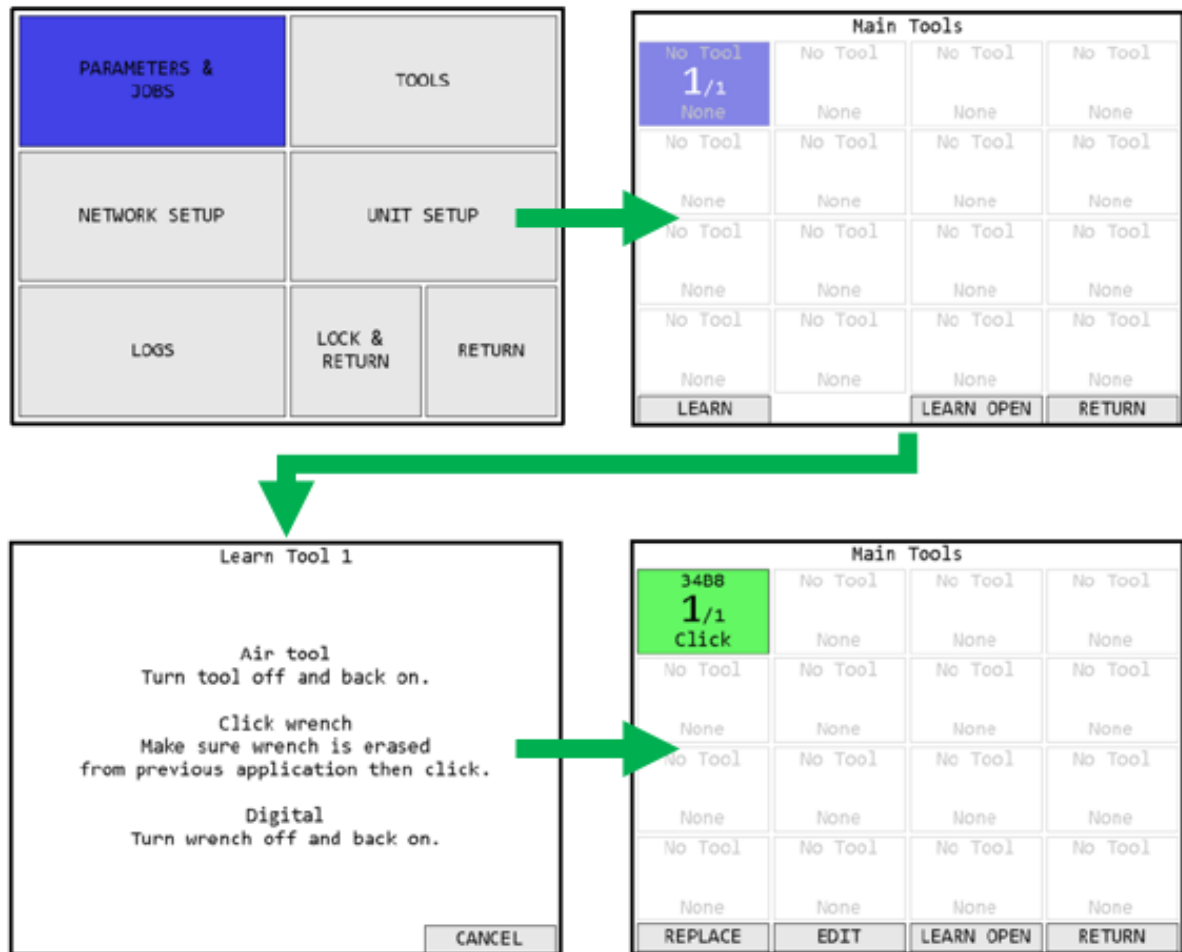 PARAMETERS &
JOBS
TOOLS
NETWORK SETUP
UNIT SETUP
LOGS
LOCK &
RETURN
RETURN
Main Tools
No Tool No Tool No Tool No Tool
1/1
None None None None
No Tool No Tool No Tool No Tool
None None None None
No Tool No Tool No Tool No Tool
None None None None
No Tool No Tool No Tool No Tool
None None None None
LEARN LEARN OPEN RETURN
Learn Tool 1
Air tool
Turn tool off and back on.
Click wrench
Make sure wrench is erased
from previous application then click.
Digital
Turn wrench off and back on.
CANCEL
Main Tools
34B8 No Tool No Tool No Tool
1/1
Click None None None
No Tool No Tool No Tool No Tool
None None None None
No Tool No Tool No Tool No Tool
None None None None
No Tool No Tool No Tool No Tool
None None None None
REPLACE EDIT LEARN OPEN RETURN